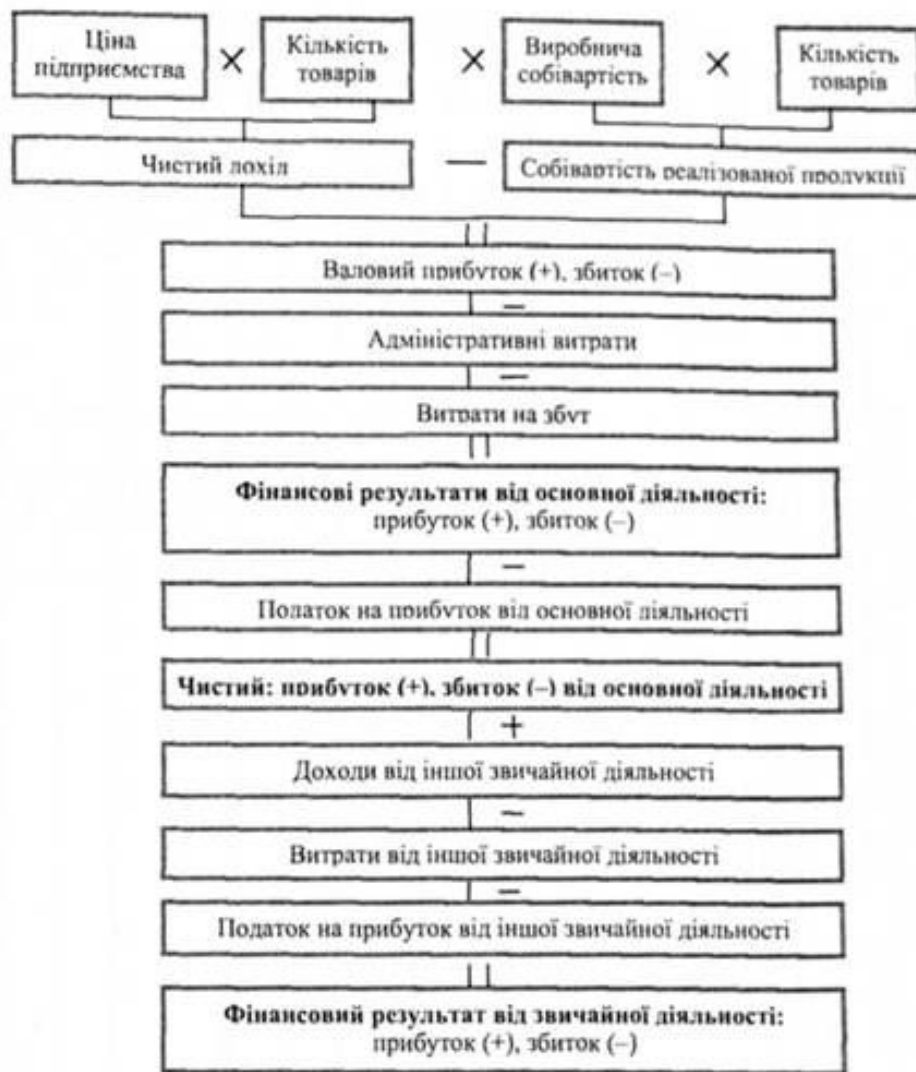 Ціна
підприємства
×
Кількість
товарів
×
Виробнича
собівартість
×
Кількість
товарів
Чистий дохід
—
Собівартість реалізованої продукції
Валовий прибуток (+), збиток (–)
–
Адміністративні витрати
–
Витрати на збут
Фінансові результати від основної діяльності:
прибуток (+), збиток (–)
–
Податок на прибуток від основної діяльності
Чистий: прибуток (+), збиток (–) від основної діяльності
+
Доходи від іншої звичайної діяльності
–
Витрати від іншої звичайної діяльності
–
Податок на прибуток від іншої звичайної діяльності
Фінансовий результат від звичайної діяльності:
прибуток (+), збиток (–)